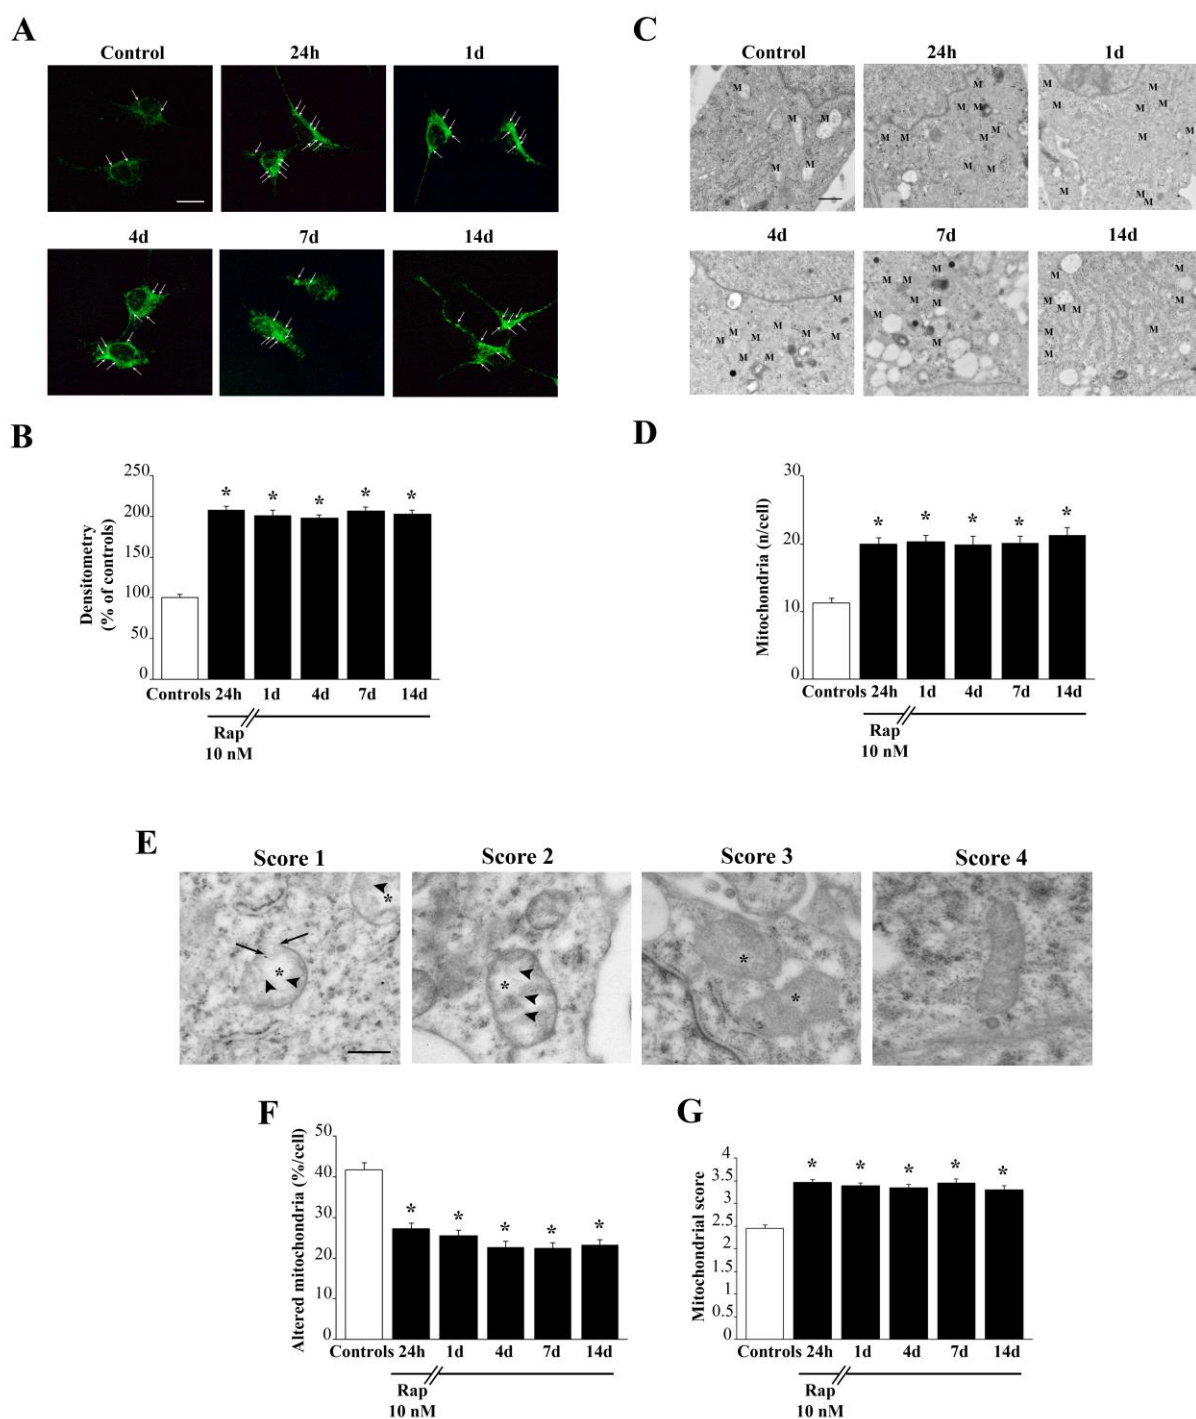 A
Control 24h 1d
4d 7d 14d
C
Control 24h 1d
M M M M M M
M M M M M M M M
M M M M M M M M M M
4d 7d 14d
M M M M M M M M
M M M M M M M M
M M M M M M M M
B
Densitometry
(% of controls)
250
200
150
100
50
0
Controls 24h 1d 4d 7d 14d
* * * * *
Rap
10 nM
D
Mitochondria (n/cell)
30
20
10
0
Controls 24h 1d 4d 7d 14d
* * * * *
Rap
10 nM
E
Score 1 Score 2 Score 3 Score 4
* * * * *
F
Altered mitochondria (%/cell)
50
40
30
20
10
0
Controls 24h 1d 4d 7d 14d
* * * * *
Rap
10 nM
G
Mitochondrial score
4
3.5
3
2.5
2
1.5
1
0.5
0
Controls 24h 1d 4d 7d 14d
* * * * *
Rap
10 nM